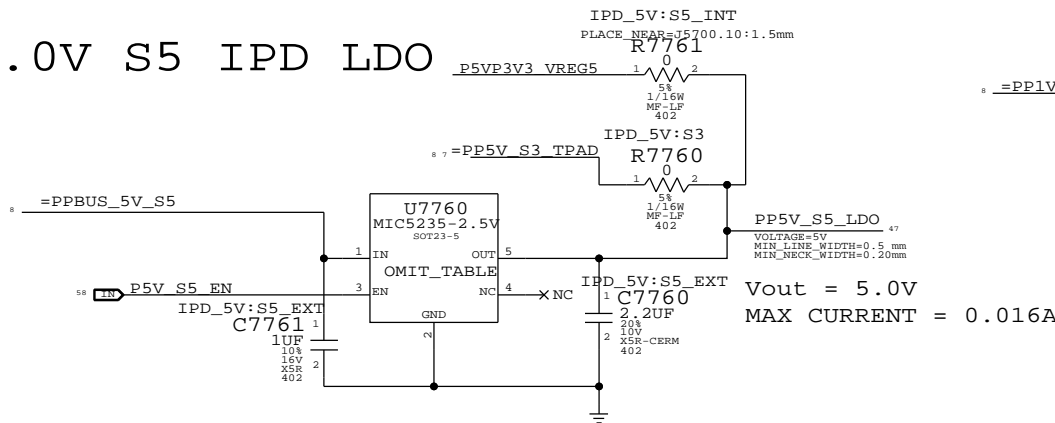 IPD_5V:S5_INT
PLACE_NEAR=J5700.10:1.5mm
R7761
.0V S5 IPD LDO
P5VP3V3_VREG5
0
1
2
5%
1/16W
MF-LF
402
8 =PP1V
IPD_5V:S3
8 7 =PP5V_S3_TPAD
R7760
0
1
2
5%
1/16W
MF-LF
402
8 =PPBUS_5V_S5
U7760
MIC5235-2.5V
SOT23-5
PP5V_S5_LDO 47
VOLTAGE=5V
MIN_LINE_WIDTH=0.5 mm
MIN_NECK_WIDTH=0.20mm
1 IN
OUT 5
OMIT_TABLE
58 IN P5V_S5_EN
3 EN
NC 4
NC
GND
2
IPD_5V:S5_EXT
C7761
1
1UF
10%
16V
X5R
402
2
IPD_5V:S5_EXT
1
C7760
2.2UF
20%
10V
X5R-CERM
402
2
Vout = 5.0V
MAX CURRENT = 0.016A